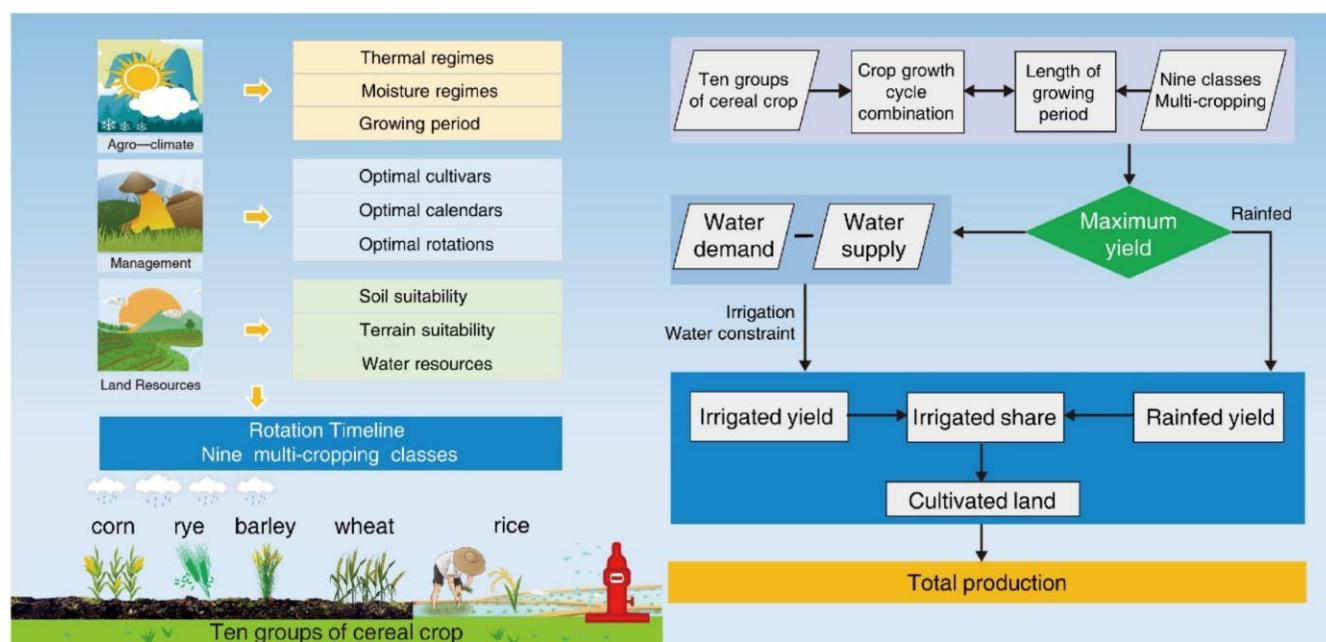 Thermal regimes
Moisture regimes
Growing period
Agro—climate
Optimal cultivars
Optimal calendars
Optimal rotations
Management
Soil suitability
Terrain suitability
Water resources
Land Resources
Rotation Timeline
Nine multi-cropping classes
corn
rye
barley
wheat
rice
Ten groups of cereal crop
Ten groups
of cereal crop
Crop growth
cycle
combination
Length of
growing
period
Nine classes
Multi-cropping
Water
demand
–
Water
supply
Maximum
yield
Rainfed
Irrigation
Water constraint
Irrigated yield
Irrigated share
Rainfed yield
Cultivated land
Total production